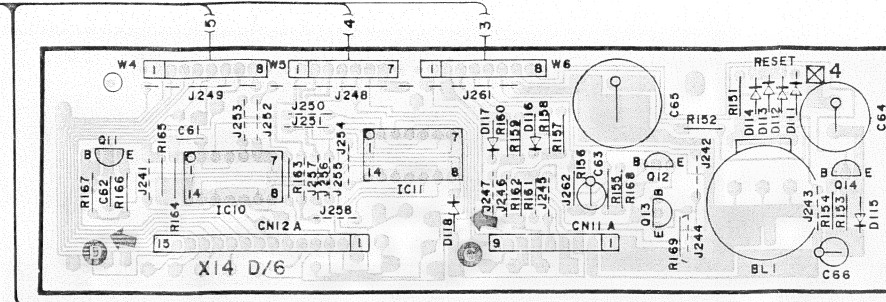 5 4 3
W4 1 8 W5 1 7 1 8 W6 RESET 4
J249 J248 J261
J253 J252 J250 J251 J254
D117 R160 R159 D116 R158 R157
C65 R152 R151 D114 D113 D112 D111 C64
Q11 B E R165 C61
1 7 14 8 IC10
1 7 14 8 IC11
R167 C62 R166 J241 R164
R163 J257 J256 J255 J258
J247 J246 R162 R161 J245 J262 R156 C63 R155 R168
B E Q12 J242
Q13 B E R169 J244
BL1
B E Q14 J243 R154 R153 D115
D118
CN12A 15 1
CN11A 9 1
C66
X14 D/6